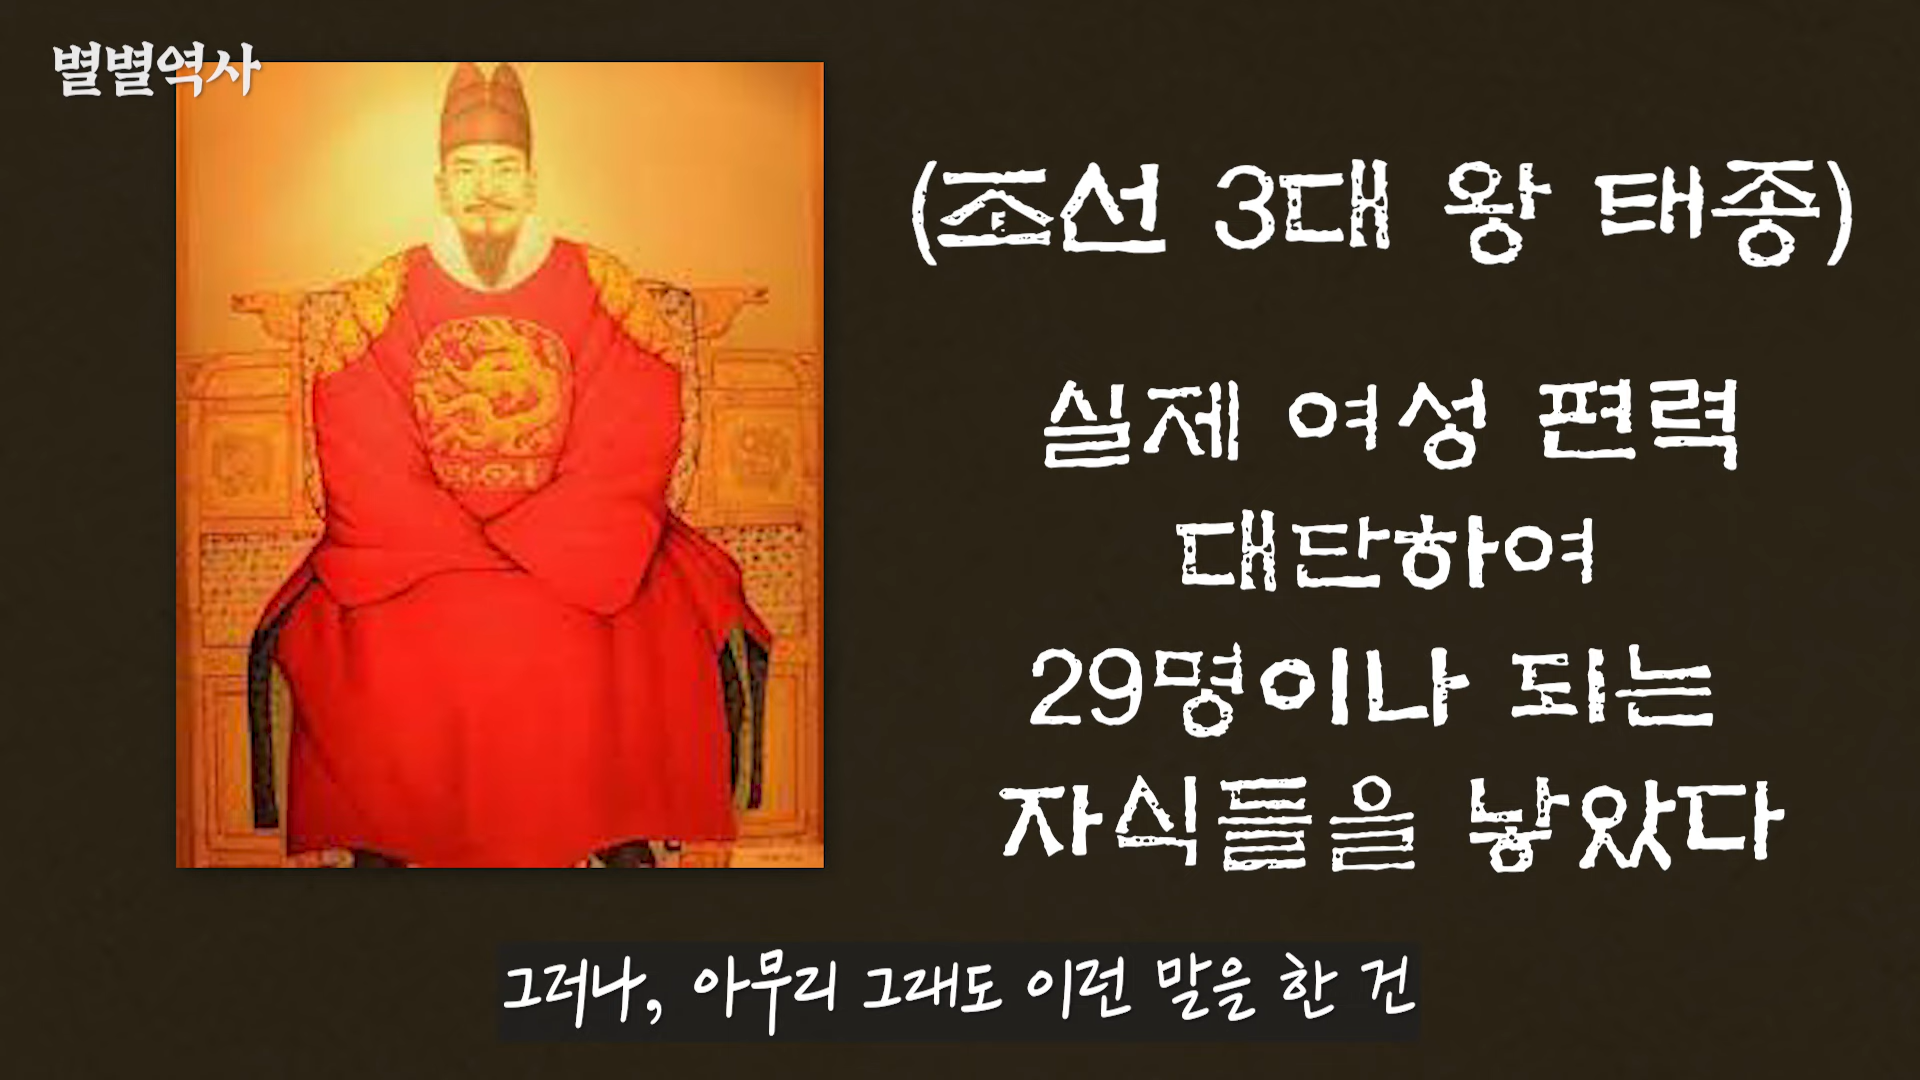 별별역사
(조선 3대 왕 태종)
실제 여성 편력
대단하여
29명이나 되는
자식들을 낳았다
그러나, 아무리 그래도 이런 말을 한 건